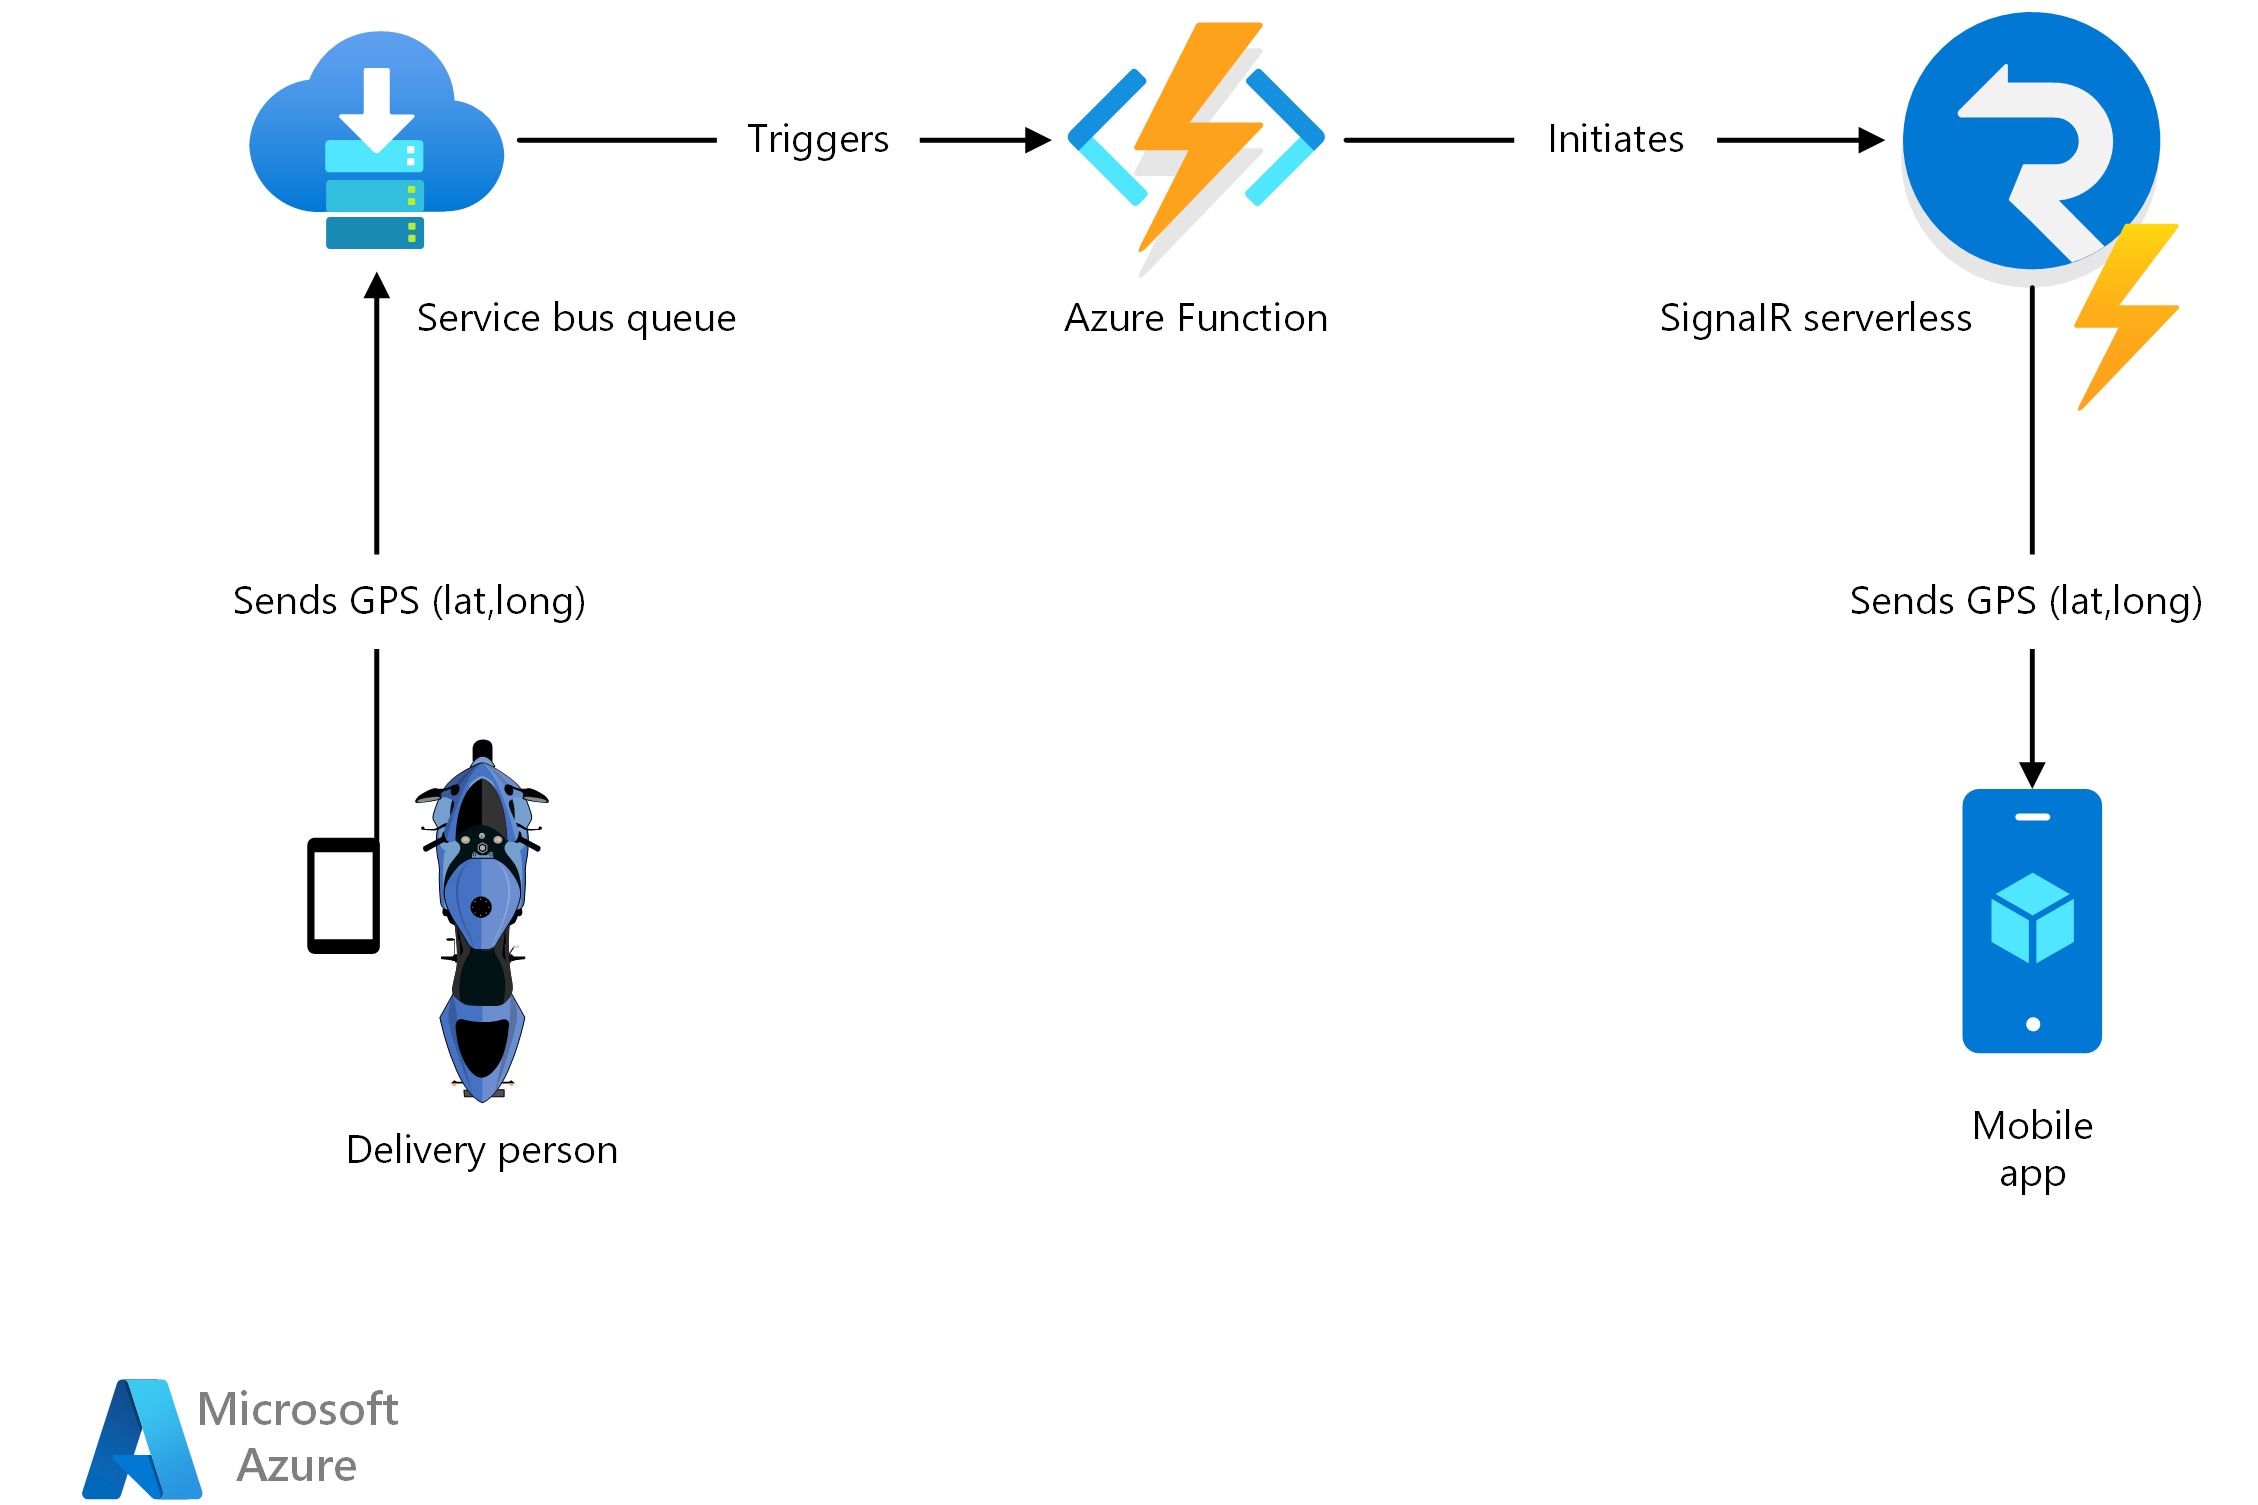 Triggers
Initiates
Service bus queue
Azure Function
SignalR serverless
Sends GPS (lat,long)
Sends GPS (lat,long)
Delivery person
Mobile
app
Microsoft
Azure